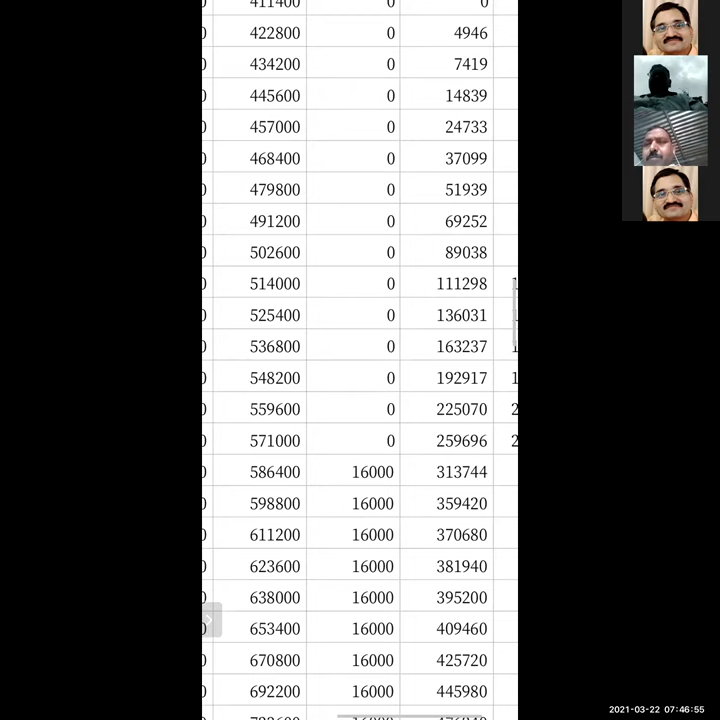 411400 0 0
422800 0 4946
434200 0 7419
445600 0 14839
457000 0 24733
468400 0 37099
479800 0 51939
491200 0 69252
502600 0 89038
514000 0 111298
525400 0 136031
536800 0 163237
548200 0 192917
559600 0 225070
571000 0 259696
586400 16000 313744
598800 16000 359420
611200 16000 370680
623600 16000 381940
638000 16000 395200
653400 16000 409460
670800 16000 425720
692200 16000 445980
2021-03-22 07:46:55